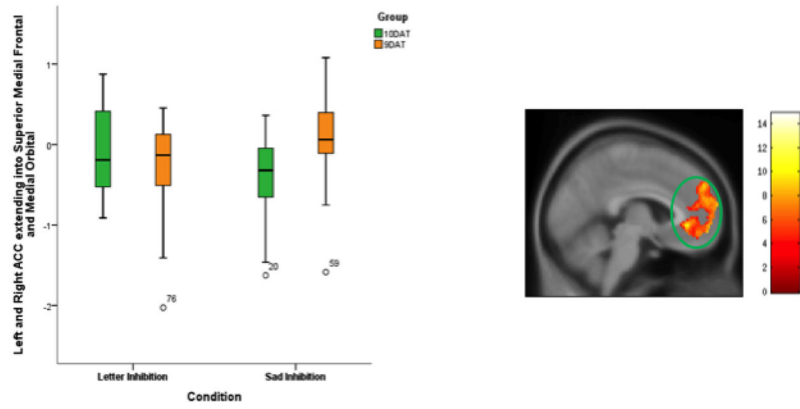 Group
10DAT
9DAT
Left and Right ACC extending into Superior Medial Frontal
and Medial Orbital
1
0
-1
-2
76
20
59
Letter Inhibition
Sad Inhibition
Condition
14
12
10
8
6
4
2
0